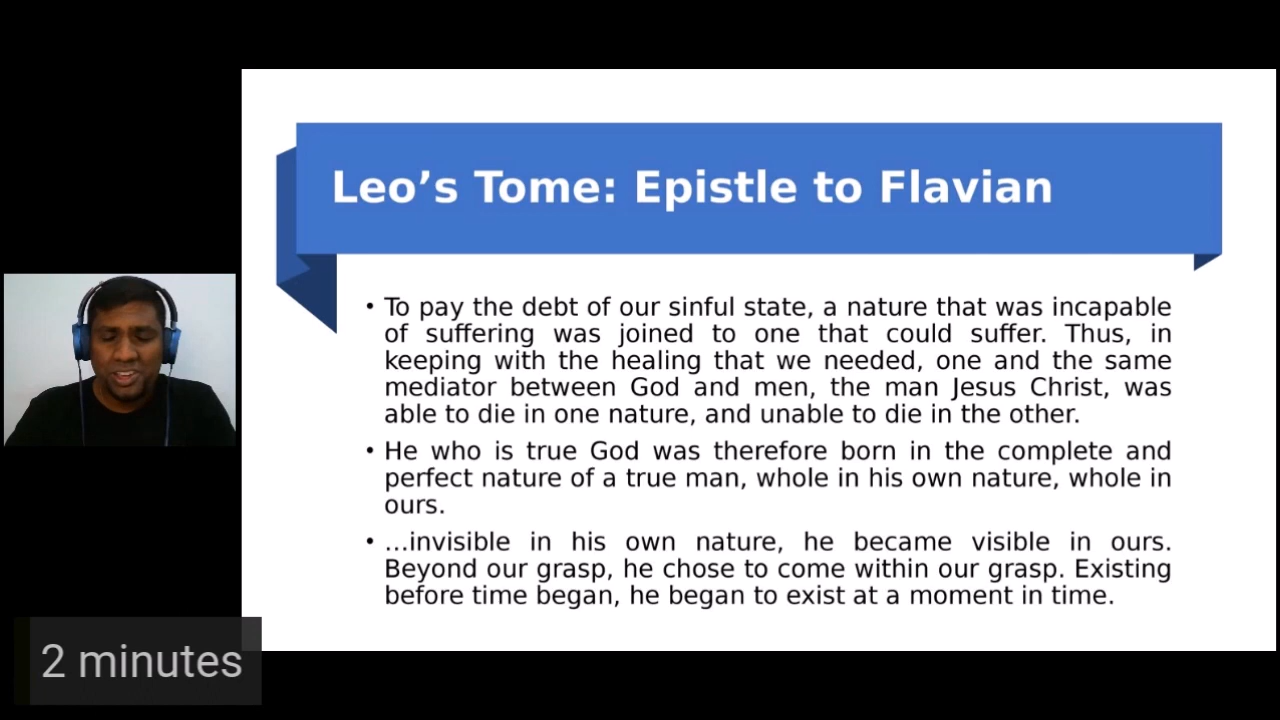 Leo’s Tome: Epistle to Flavian
• To pay the debt of our sinful state, a nature that was incapable
of suffering was joined to one that could suffer. Thus, in
keeping with the healing that we needed, one and the same
mediator between God and men, the man Jesus Christ, was
able to die in one nature, and unable to die in the other.
• He who is true God was therefore born in the complete and
perfect nature of a true man, whole in his own nature, whole in
ours.
• …invisible in his own nature, he became visible in ours.
Beyond our grasp, he chose to come within our grasp. Existing
before time began, he began to exist at a moment in time.
2 minutes